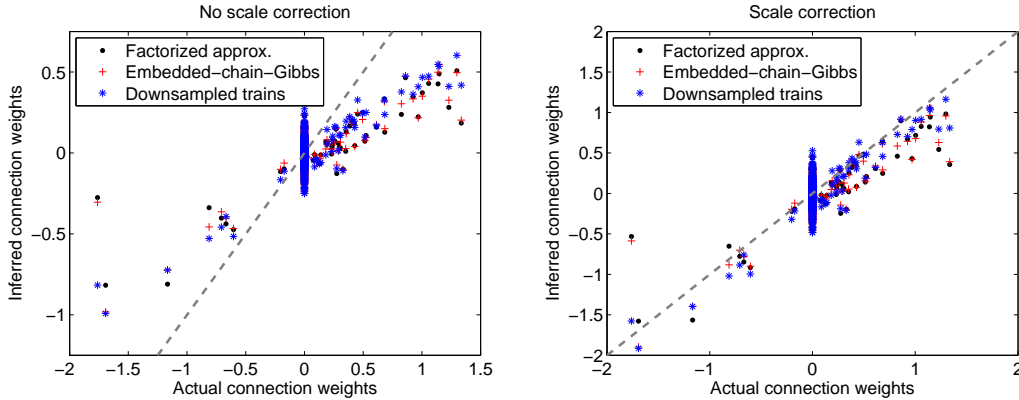 No scale correction
Factorized approx.
Embedded−chain−Gibbs
Downsampled trains
0.5
0
−0.5
−1
Inferred connection weights
−2 −1.5 −1 −0.5 0 0.5 1 1.5
Actual connection weights
Scale correction
Factorized approx.
Embedded−chain−Gibbs
Downsampled trains
2
1.5
1
0.5
0
−0.5
−1
−1.5
−2
Inferred connection weights
−2 −1 0 1 2
Actual connection weights